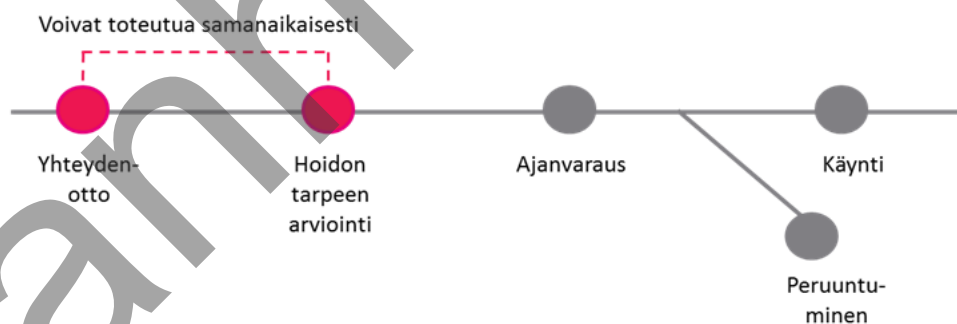 Voivat toteutua samanaikaisesti
Yhteyden-
otto
Hoidon
tarpeen
arviointi
Ajanvaraus
Käynti
Peruuntu-
minen